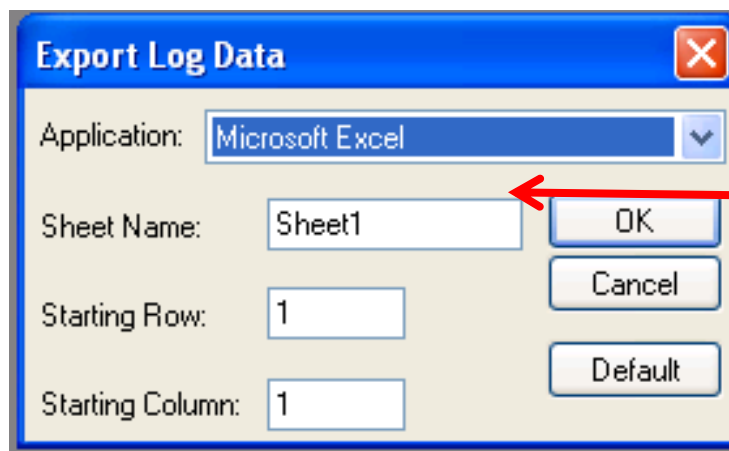 Export Log Data
Application: Microsoft Excel
Sheet Name: Sheet1 OK
Cancel
Starting Row: 1
Default
Starting Column: 1